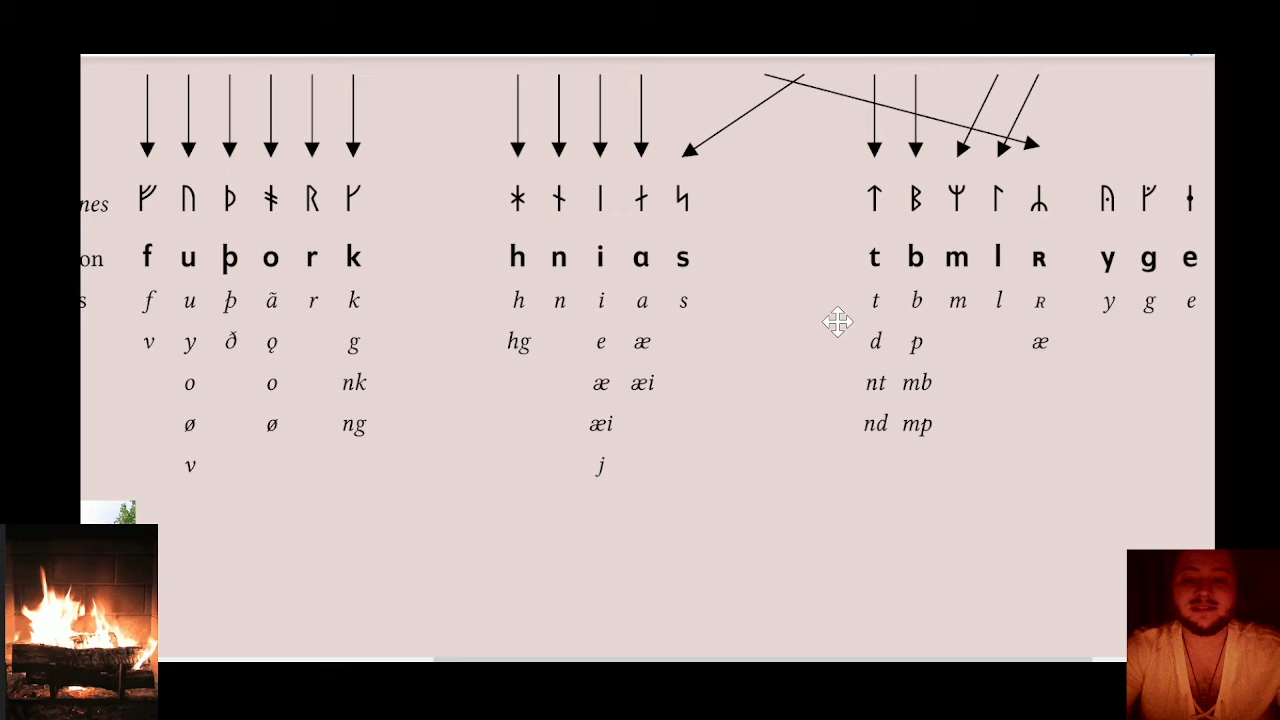 nes ᚠ ᚢ ᚦ ᚬ ᚱ ᚴ ᚼ ᚾ ᛁ ᛅ ᛋ ᛏ ᛒ ᛘ ᛚ ᛦ ᚤ ᚵ ᛂ
on f u þ o r k h n i a s t b m l ʀ y g e
s f u þ ã r k h n i a s t b m l ʀ y g e
v y ð ǫ g hg e æ d p æ
o o nk æ æi nt mb
ø ø ng æi nd mp
v j